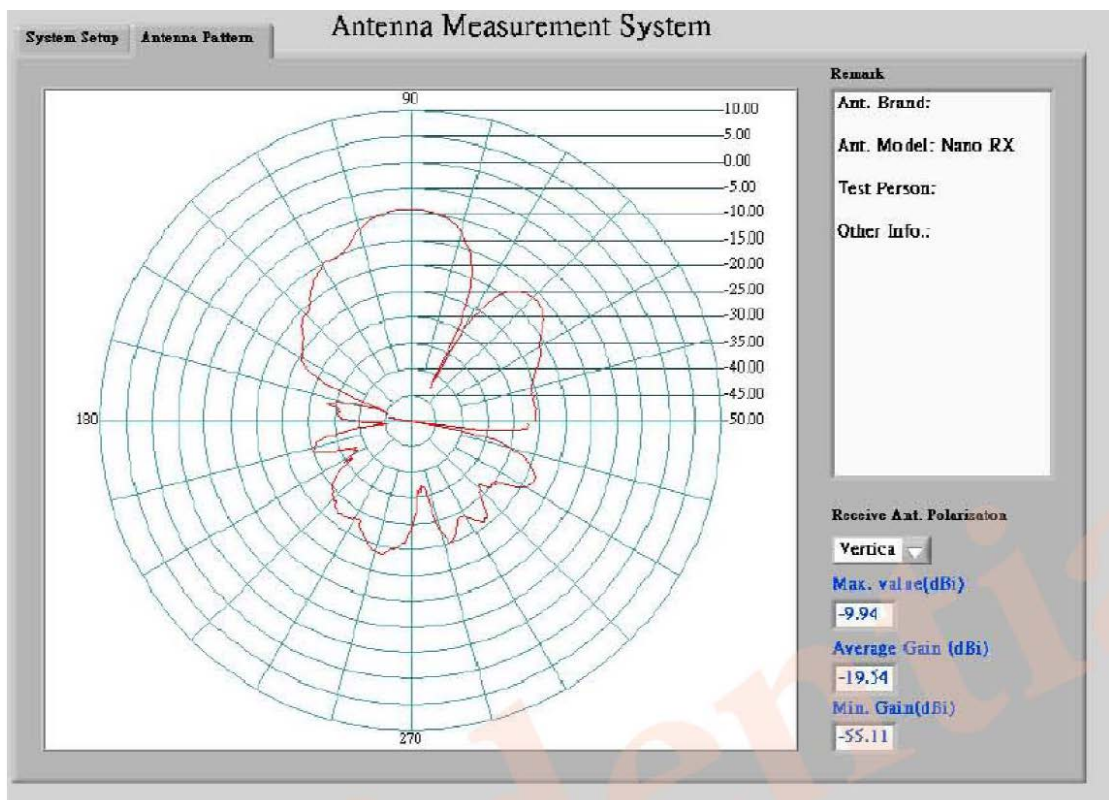 Antenna Measurement System
System Setup
Antenna Pattern
90
10.00
5.00
0.00
-5.00
-10.00
-15.00
-20.00
-25.00
-30.00
-35.00
-40.00
-45.00
-50.00
180
270
Remark
Ant. Brand:
Ant. Model: Nano RX
Test Person:
Other Info.:
Receive Ant. Polarisaton
Vertica
Max. value(dBi)
-9.94
Average Gain (dBi)
-19.54
Min. Gain(dBi)
-55.11